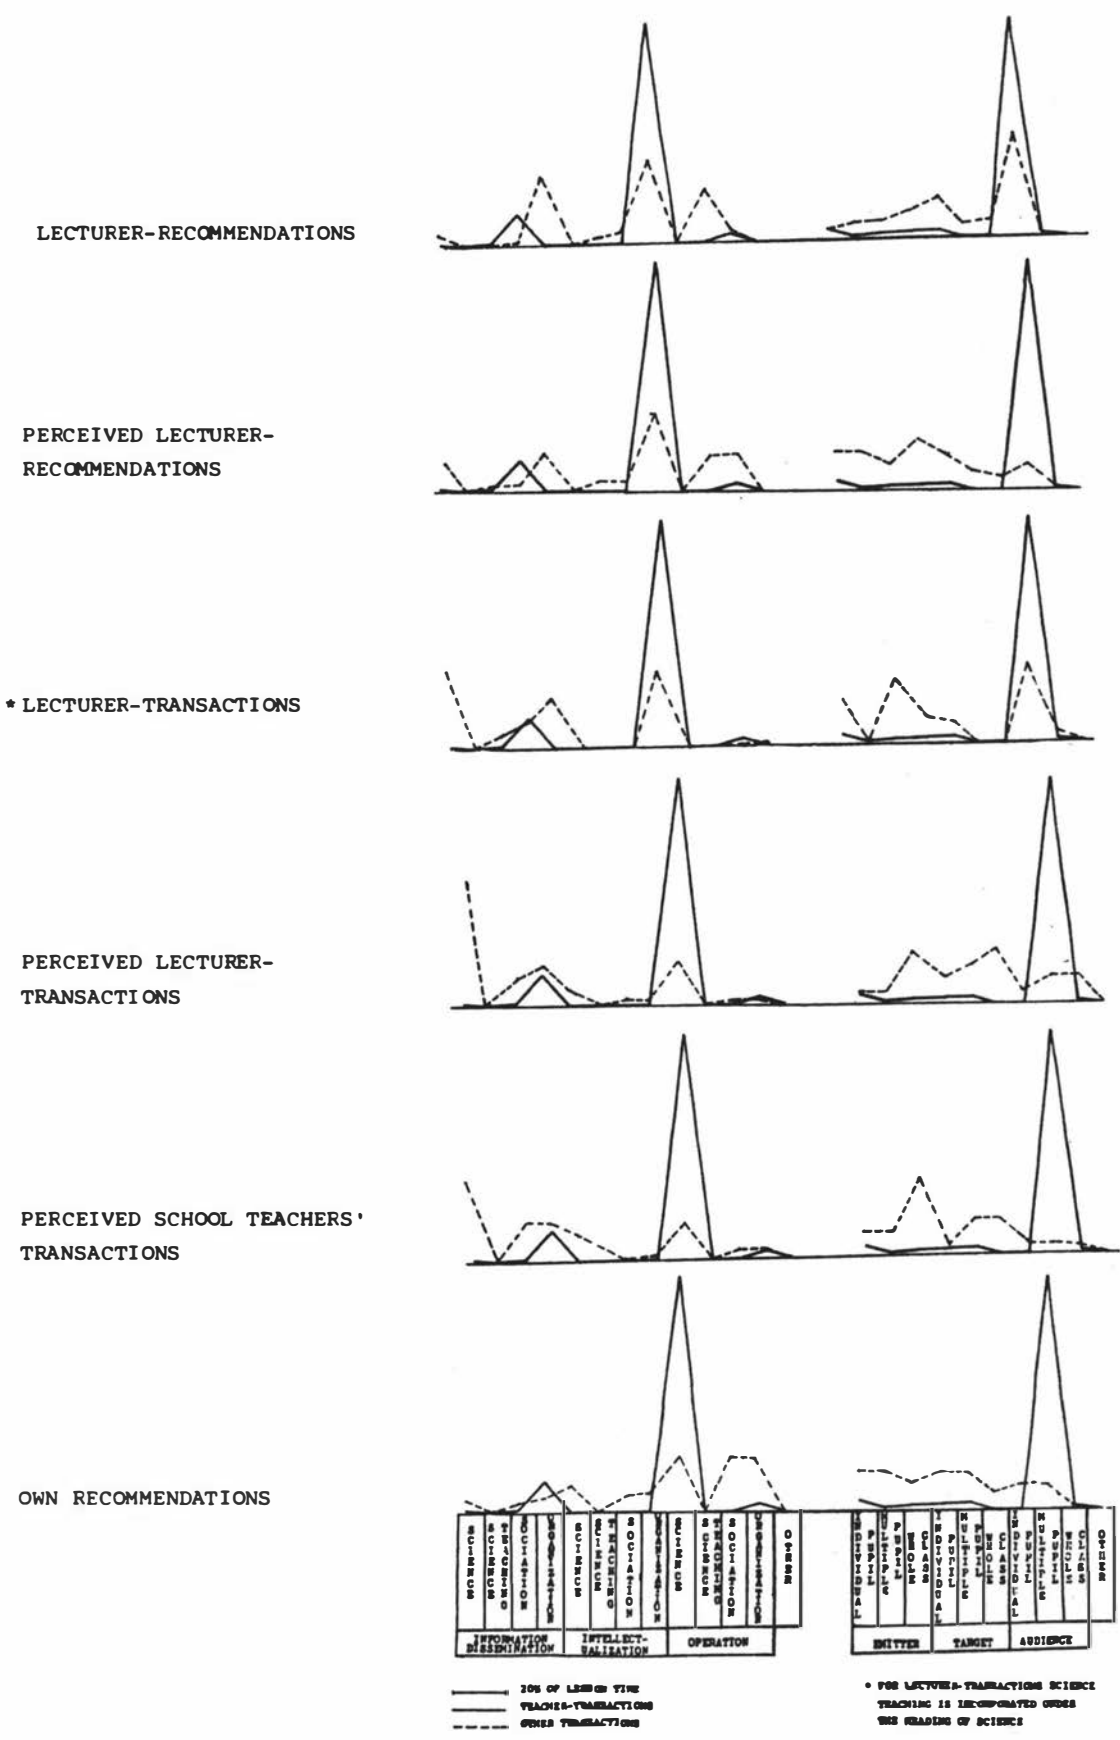 LECTURER-RECOMMENDATIONS
PERCEIVED LECTURER-
RECOMMENDATIONS
* LECTURER-TRANSACTIONS
PERCEIVED LECTURER-
TRANSACTIONS
PERCEIVED SCHOOL TEACHERS'
TRANSACTIONS
OWN RECOMMENDATIONS
SCIENCE
SCIENCE TEACHING
SOCIATION
ORGANIZATION
SCIENCE
SCIENCE TEACHING
SOCIATION
ORGANISATION
SCIENCE
SCIENCE TEACHING
SOCIATION
ORGANIZATION
OTHER
INDIVIDUAL PUPIL
MULTIPLE PUPIL
WHOLE CLASS
INDIVIDUAL PUPIL
MULTIPLE PUPIL
WHOLE CLASS
INDIVIDUAL PUPIL
MULTIPLE PUPIL
WHOLE CLASS
OTHER
INFORMATION
DISSEMINATION
INTELLECT-
UALIZATION
OPERATION
EMITTER
TARGET
AUDIENCE
20% OF LESSON TIME
TEACHER-TRANSACTIONS
OTHER TRANSACTIONS
* FOR LECTURER-TRANSACTIONS SCIENCE
TEACHING IS INCORPORATED UNDER
THE HEADING OF SCIENCE